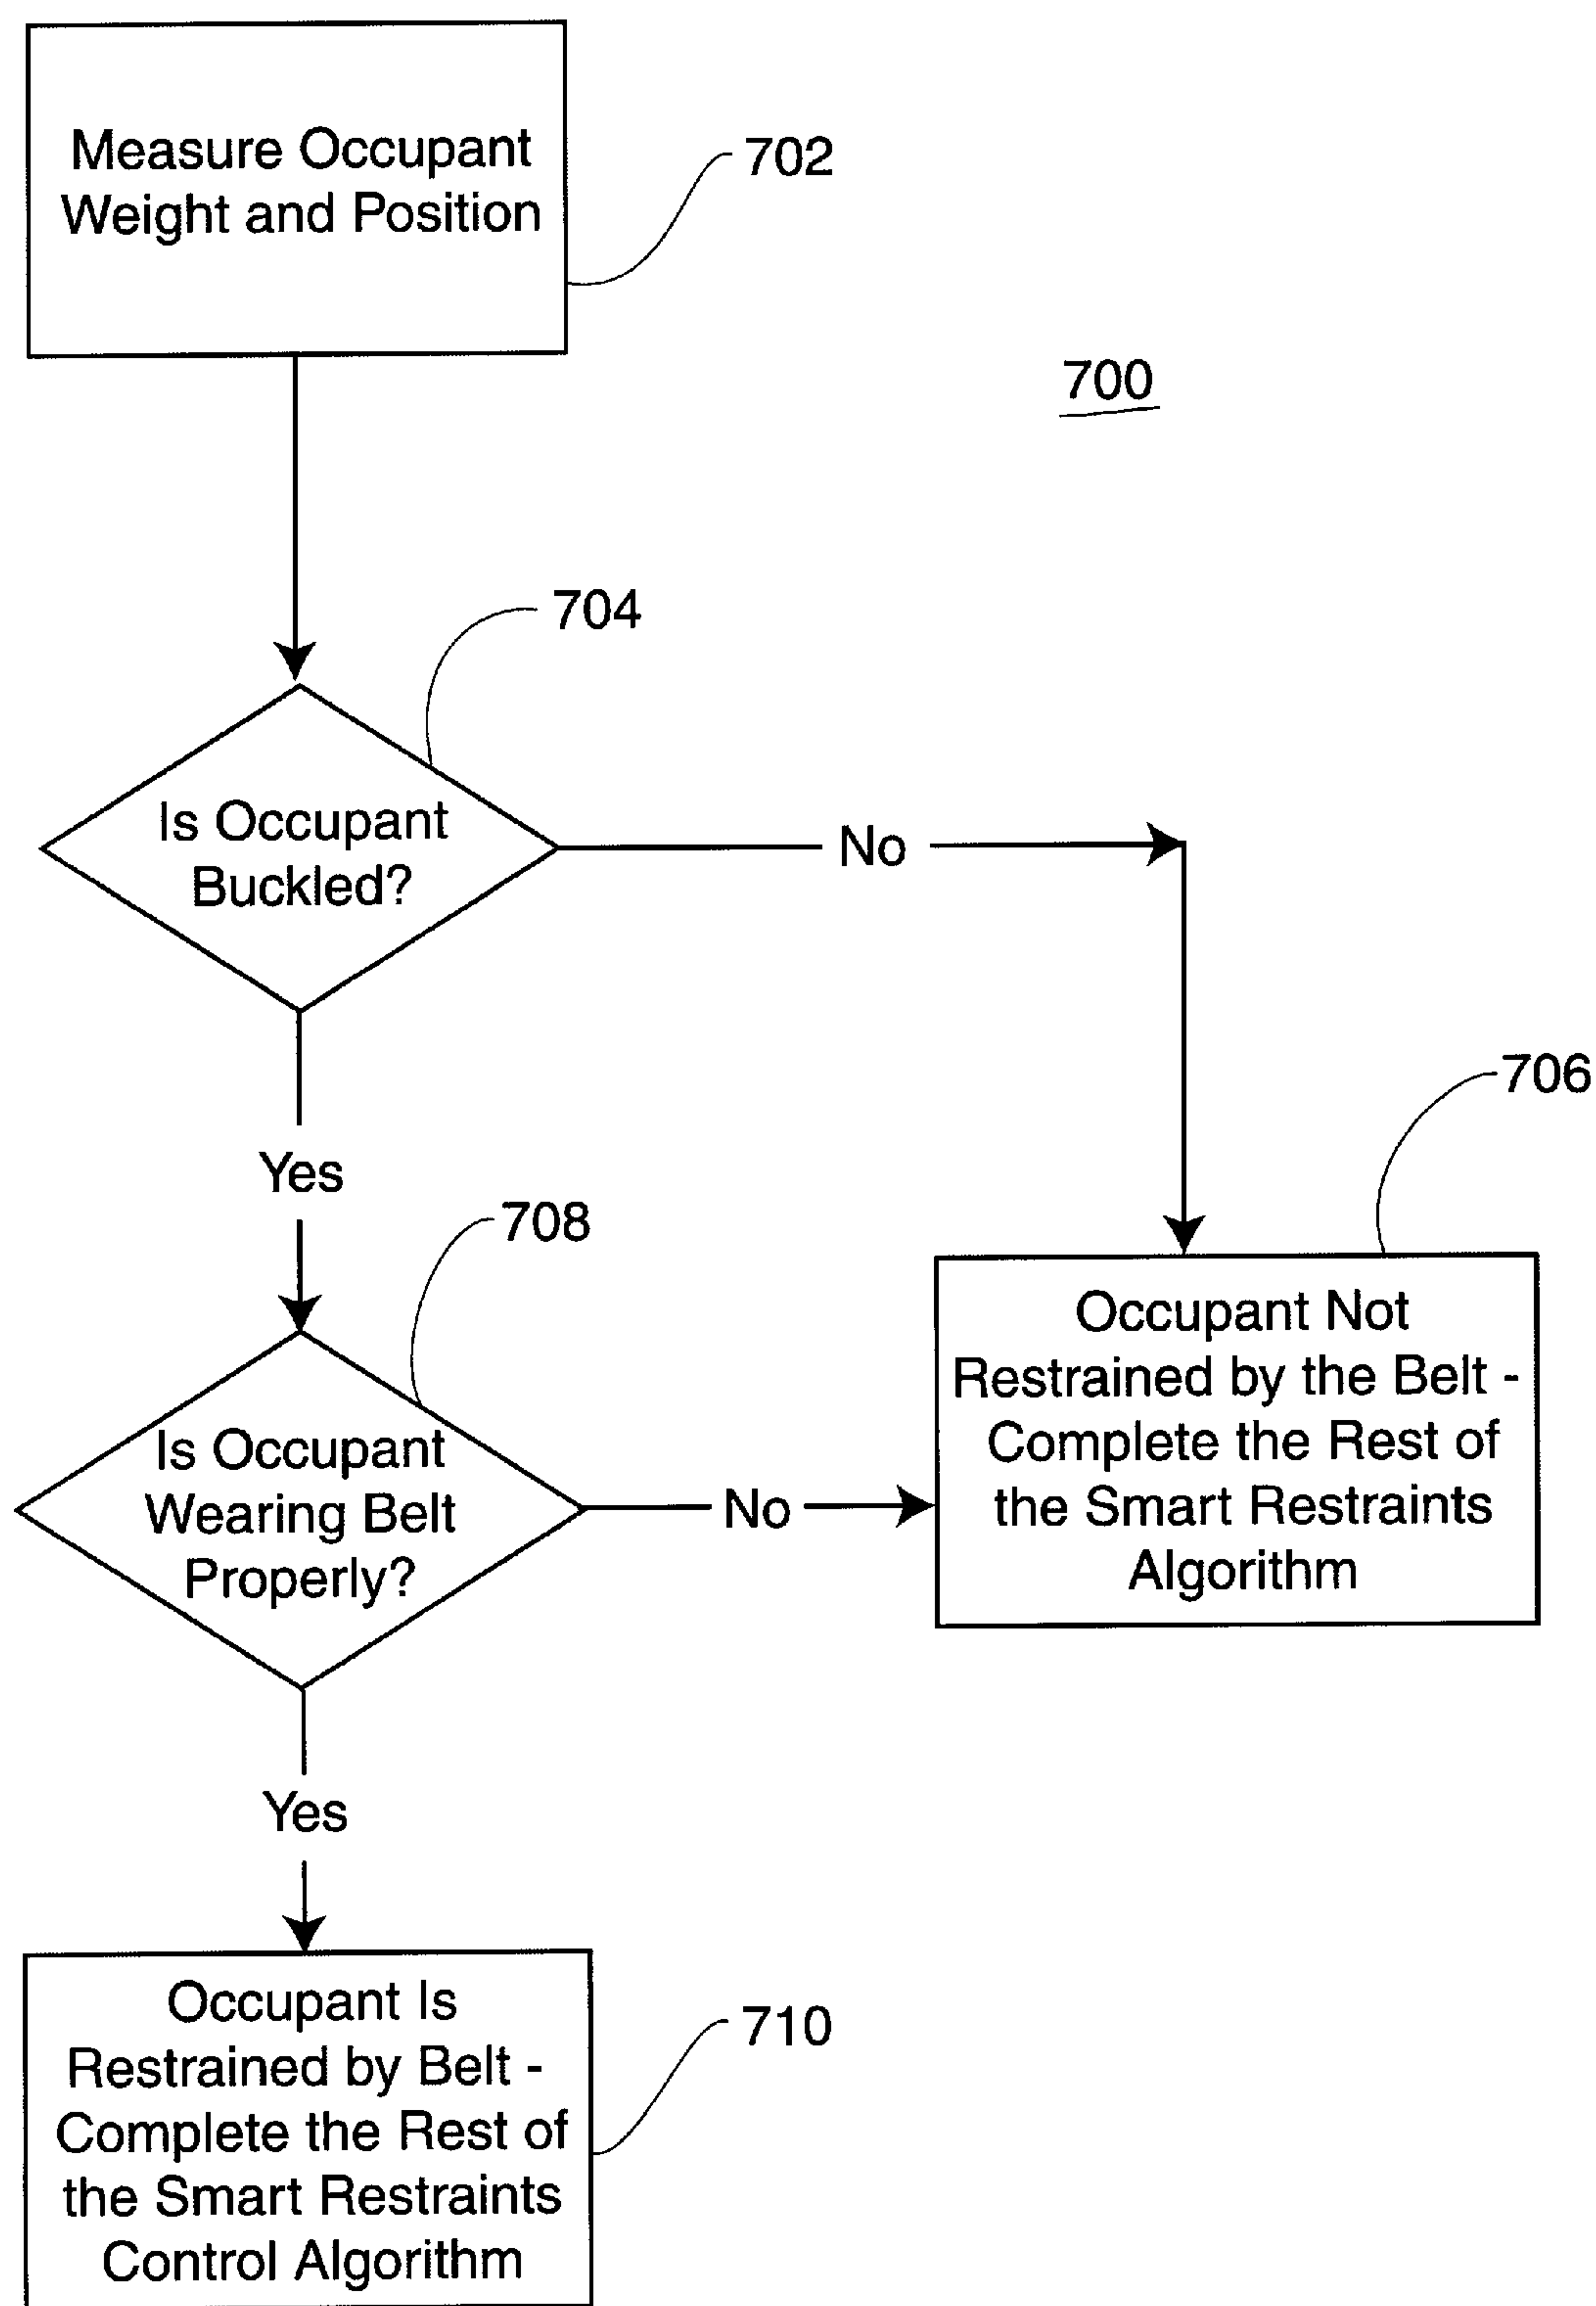 Measure Occupant
Weight and Position
702
700
704
Is Occupant
Buckled?
No
Yes
706
708
Occupant Not
Restrained by the Belt -
Complete the Rest of
the Smart Restraints
Algorithm
Is Occupant
Wearing Belt
Properly?
No
Yes
Occupant Is
Restrained by Belt -
Complete the Rest of
the Smart Restraints
Control Algorithm
710